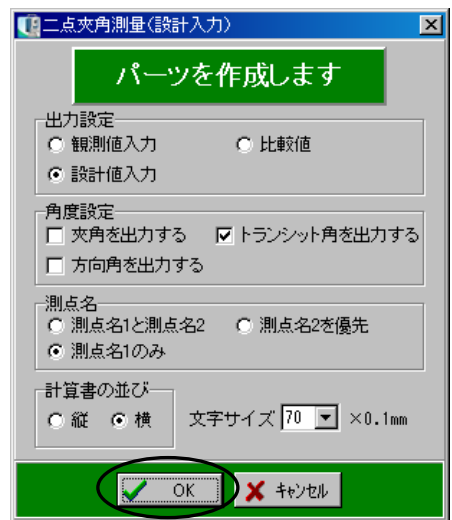 二点夾角測量(設計入力)
パーツを作成します
出力設定
観測値入力 比較値
設計値入力
角度設定
夾角を出力する トランシット角を出力する
方向角を出力する
測点名
測点名1と測点名2 測点名2を優先
測点名1のみ
計算書の並び
縦 横 文字サイズ 70 ×0.1mm
OK キャンセル